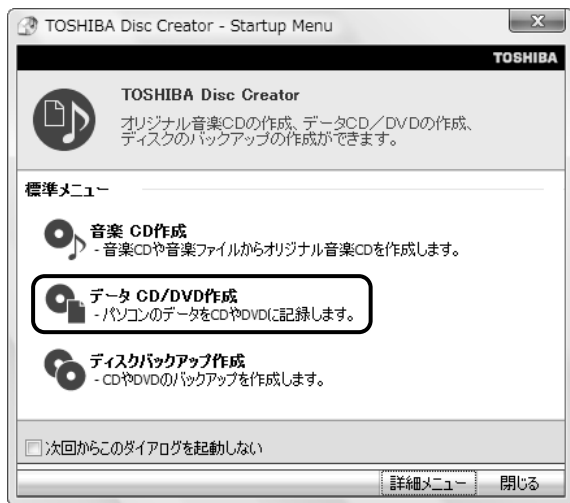 TOSHIBA Disc Creator - Startup Menu
TOSHIBA
TOSHIBA Disc Creator
オリジナル音楽CDの作成、データCD／DVDの作成、
ディスクのバックアップの作成ができます。
標準メニュー
音楽 CD作成
- 音楽CDや音楽ファイルからオリジナル音楽CDを作成します。
データ CD/DVD作成
- パソコンのデータをCDやDVDに記録します。
ディスクバックアップ作成
- CDやDVDのバックアップを作成します。
次回からこのダイアログを起動しない
詳細メニュー 閉じる